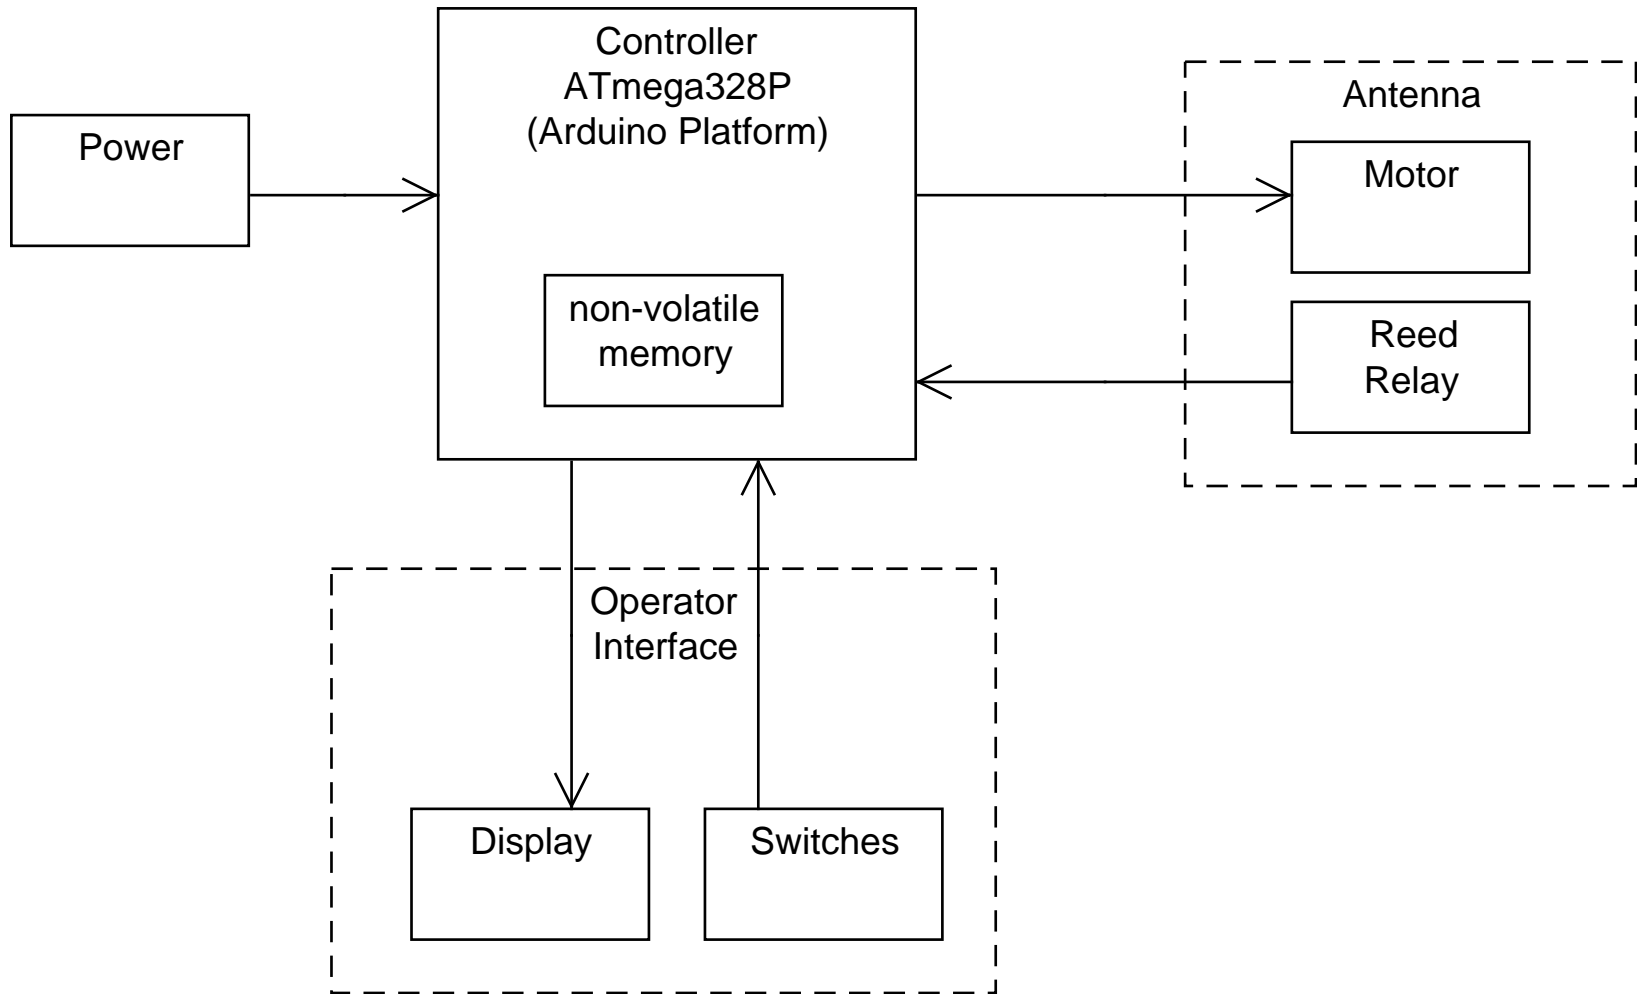 Controller
ATmega328P
(Arduino Platform)
Power
Antenna
Motor
non-volatile
memory
Reed
Relay
Operator
Interface
Display
Switches